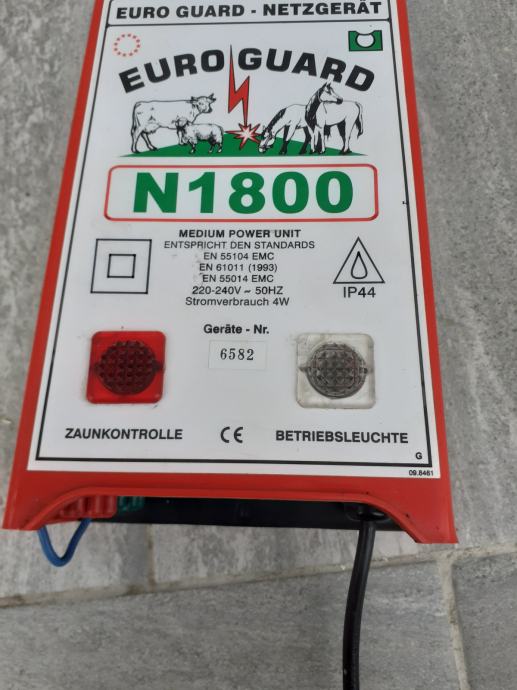 EURO GUARD - NETZGERÄT
EURO GUARD
N1800
MEDIUM POWER UNIT
ENTSPRICHT DEN STANDARDS
EN 55104 EMC
EN 61011 (1993)
EN 55014 EMC
220-240V ~ 50HZ
Stromverbrauch 4W
IP44
Geräte - Nr.
6582
ZAUNKONTROLLE CE BETRIEBSLEUCHTE
G
09.8461